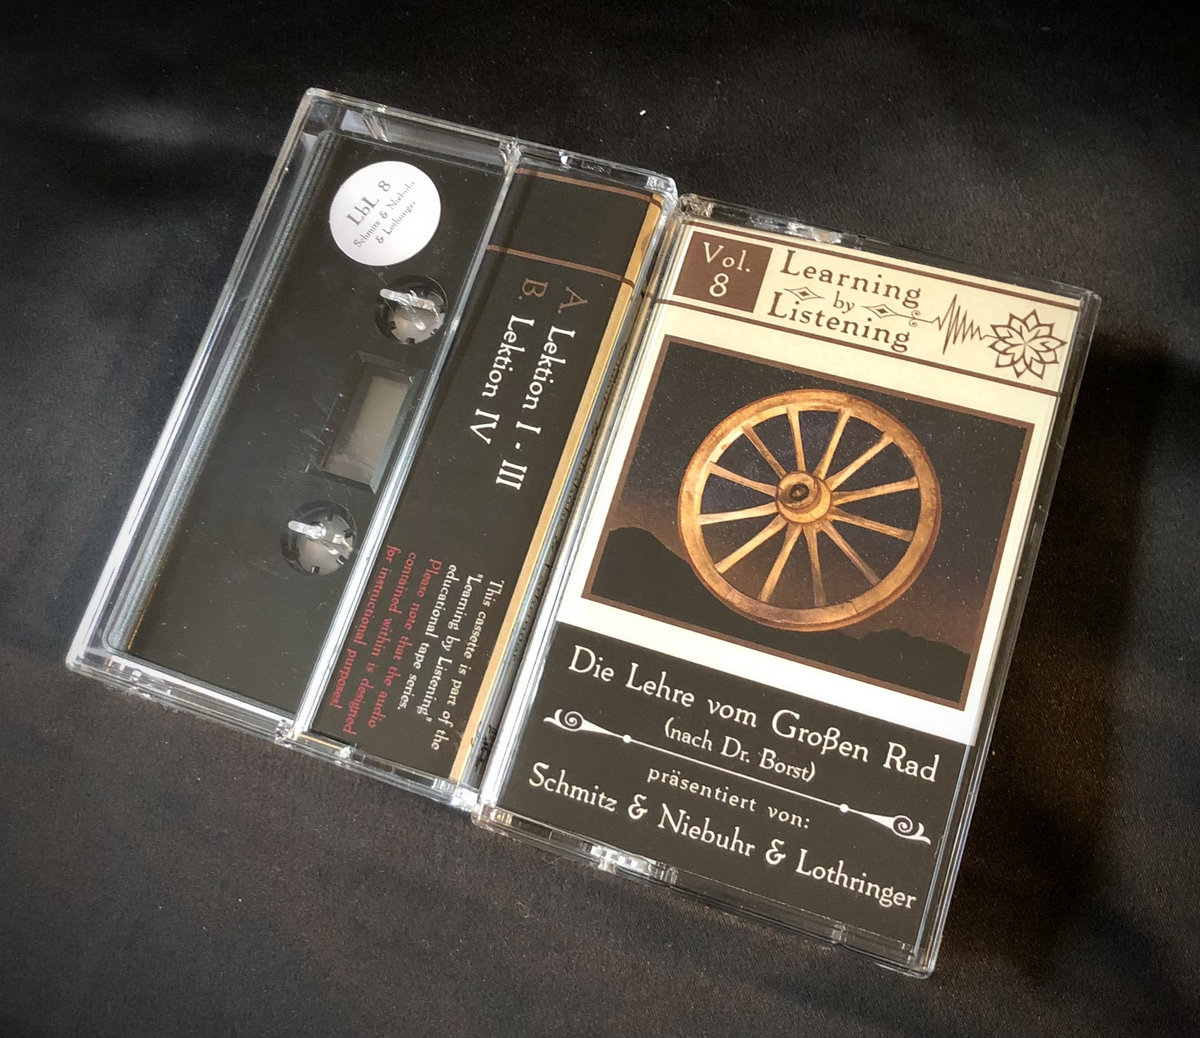 LbL 8
Schmitz & Niebuhr
& Lothringer
A. Lektion I - III
B. Lektion IV
This cassette is part of the
"Learning by Listening"
educational tape series.
Please note that the audio
contained within is designed
for instructional purposes!
Vol.
8
Learning
by
Listening
Die Lehre vom Großen Rad
(nach Dr. Borst)
präsentiert von:
Schmitz & Niebuhr & Lothringer